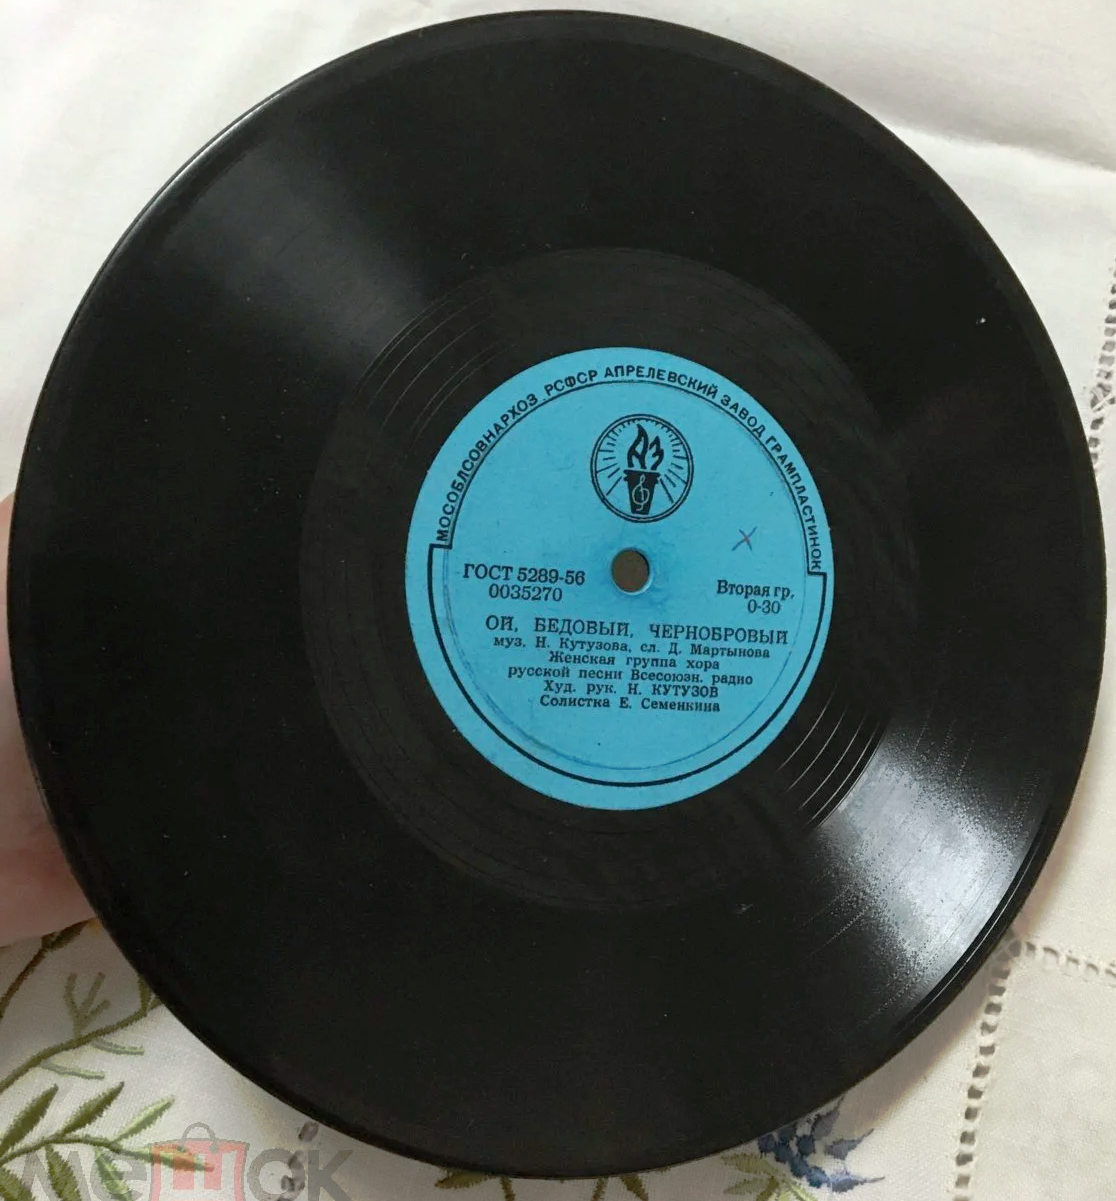 МОСОБЛСОВНАРХОЗ РСФСР АПРЕЛЕВСКИЙ ЗАВОД ГРАМПЛАСТИНОК
АЗ
ГОСТ 5289-56
0035270
Вторая гр.
0-30
ОЙ, БЕДОВЫЙ, ЧЕРНОБРОВЫЙ
муз. Н. Кутузова, сл. Д. Мартынова
Женская группа хора
русской песни Всесоюзн. радио
Худ. рук. Н. КУТУЗОВ
Солистка Е. Семенкина
мешок